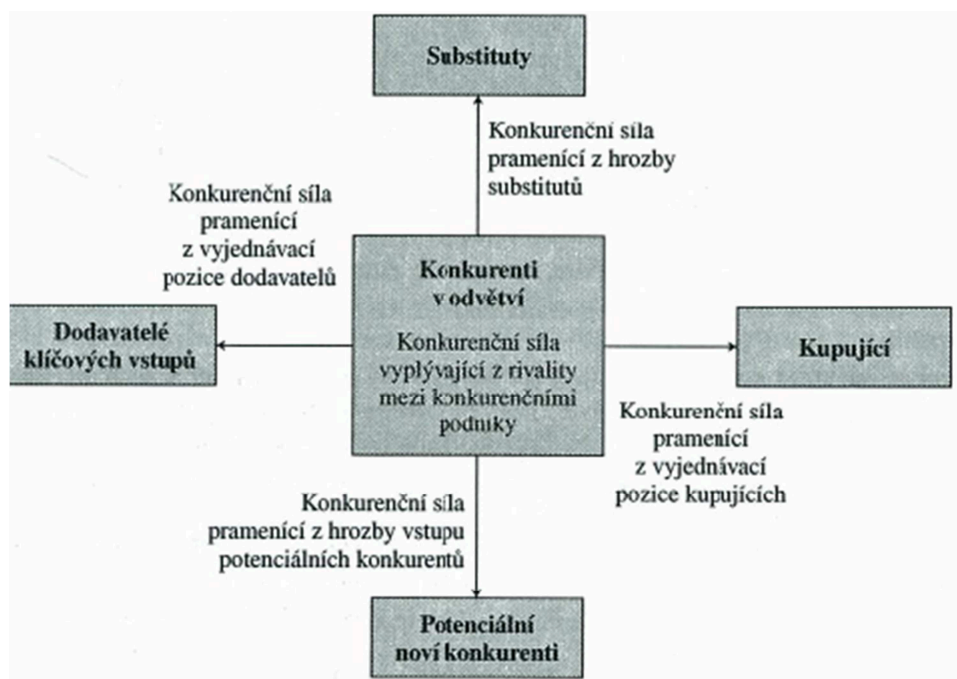 Substituty
Konkurenční síla
pramenící z hrozby
substitutů
Konkurenční síla
pramenící
z vyjednávací
pozice dodavatelů
Konkurenti
v odvětví
Konkurenční síla
vyplývající z rivality
mezi konkurenčními
podniky
Dodavatelé
klíčových vstupů
Kupující
Konkurenční síla
pramenící
z vyjednávací
pozice kupujících
Konkurenční síla
pramenící z hrozby vstupu
potenciálních konkurentů
Potenciální
noví konkurenti